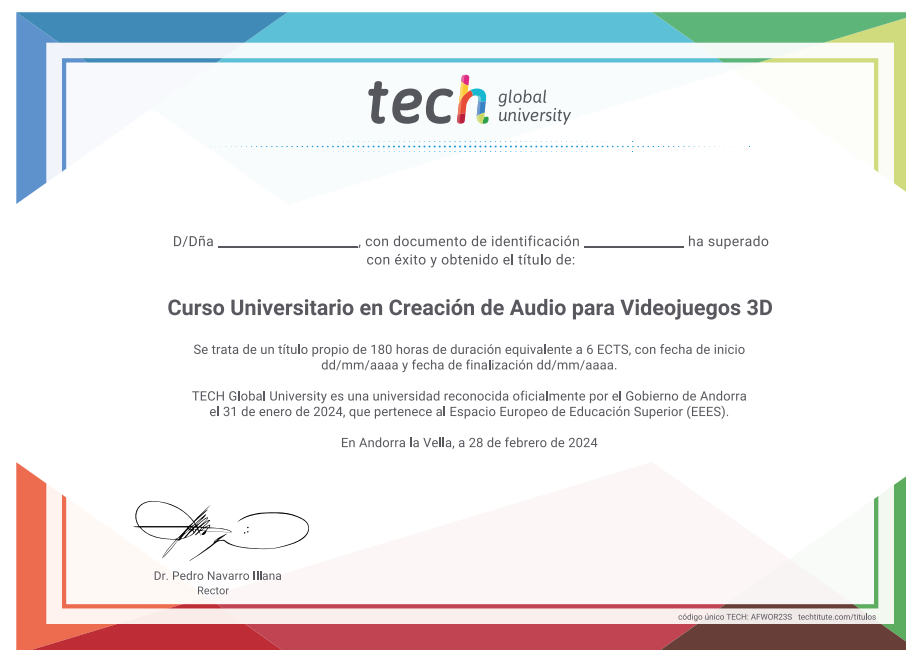 tech global university
D/Dña ______________, con documento de identificación __________ ha superado
con éxito y obtenido el título de:
Curso Universitario en Creación de Audio para Videojuegos 3D
Se trata de un título propio de 180 horas de duración equivalente a 6 ECTS, con fecha de inicio
dd/mm/aaaa y fecha de finalización dd/mm/aaaa.
TECH Global University es una universidad reconocida oficialmente por el Gobierno de Andorra
el 31 de enero de 2024, que pertenece al Espacio Europeo de Educación Superior (EEES).
En Andorra la Vella, a 28 de febrero de 2024
Dr. Pedro Navarro Illana
Rector
código único TECH: AFWOR23S techtitute.com/titulos